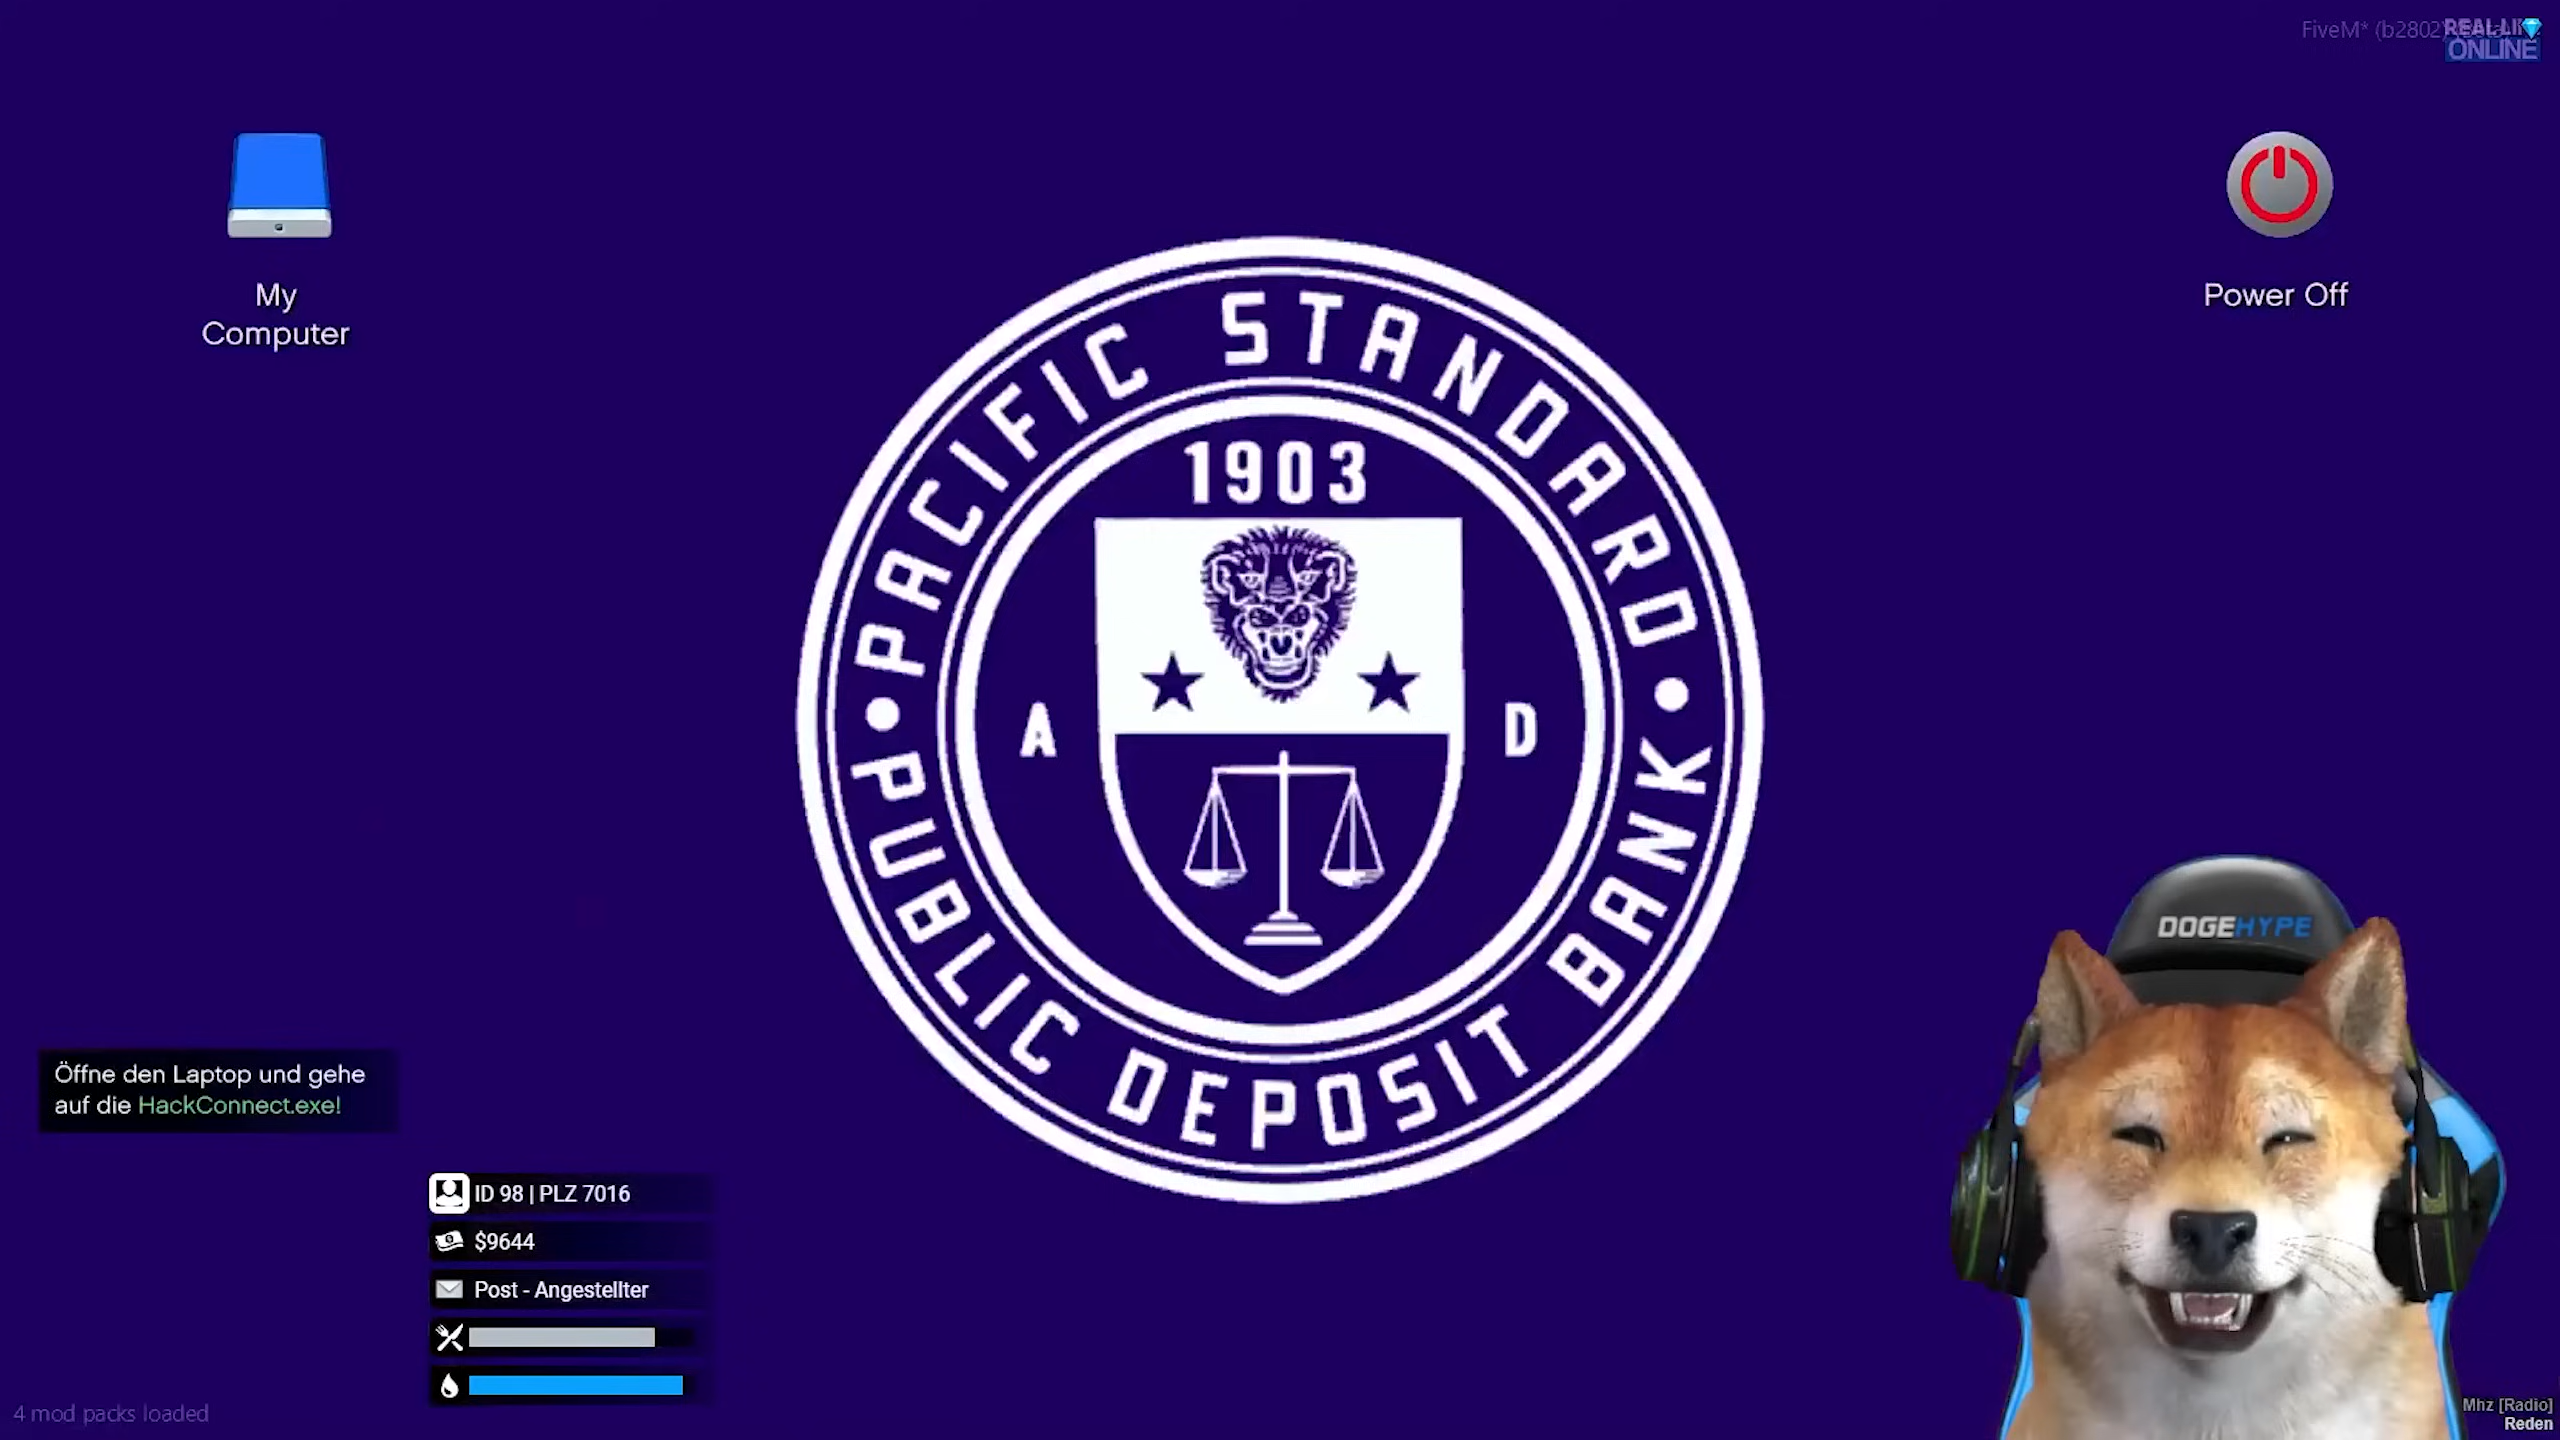 FiveM* (b2802)
ONLINE
My
Computer
Power Off
PACIFIC STANDARD
1903
A D
PUBLIC DEPOSIT BANK
DOGEHYPE
Öffne den Laptop und gehe
auf die HackConnect.exe!
ID 98 | PLZ 7016
$9644
Post - Angestellter
4 mod packs loaded
Mhz [Radio]
Reden